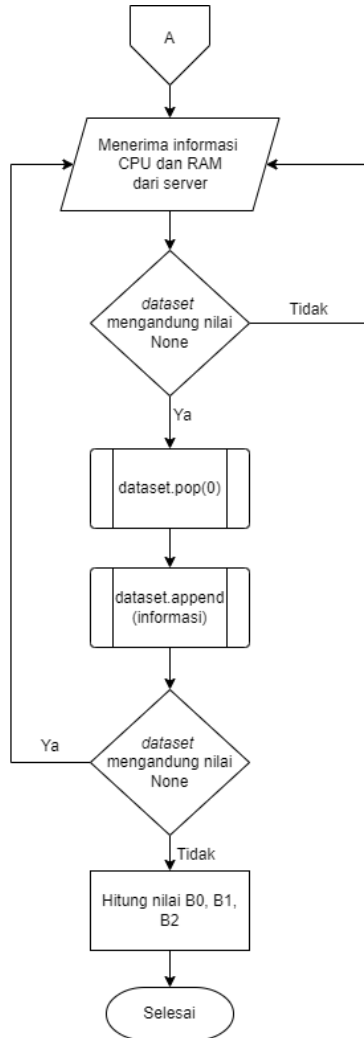 A
Menerima informasi
CPU dan RAM
dari server
dataset
mengandung nilai
None
Tidak
Ya
dataset.pop(0)
dataset.append
(informasi)
dataset
mengandung nilai
None
Ya
Tidak
Hitung nilai B0, B1,
B2
Selesai